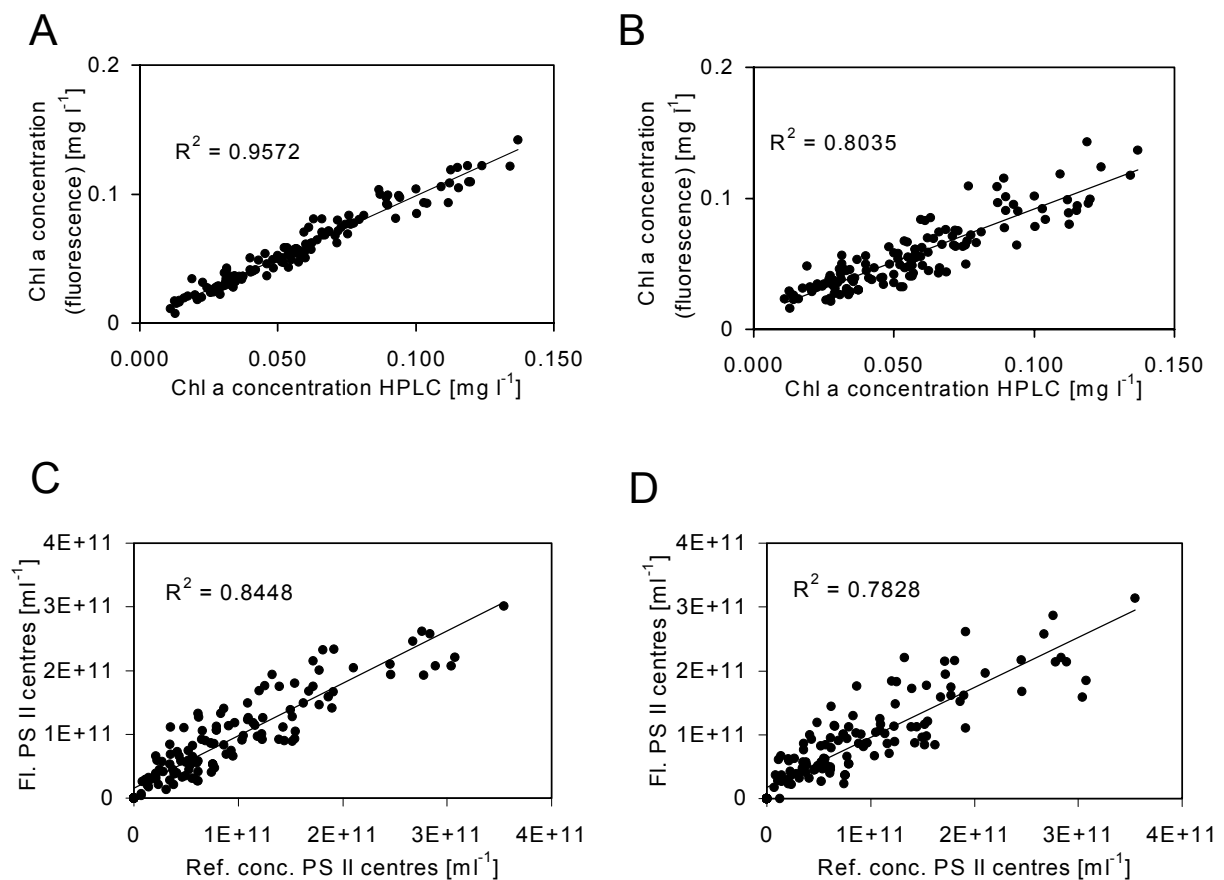 A
0.2
0.1
0
Chl a concentration
(fluorescence) [mg l-1]
R2 = 0.9572
0.000 0.050 0.100 0.150
Chl a concentration HPLC [mg l-1]
B
0.2
0.1
0
Chl a concentration
(fluorescence) [mg l-1]
R2 = 0.8035
0.000 0.050 0.100 0.150
Chl a concentration HPLC [mg l-1]
C
4E+11
3E+11
2E+11
1E+11
0
Fl. PS II centres [ml-1]
R2 = 0.8448
0 1E+11 2E+11 3E+11 4E+11
Ref. conc. PS II centres [ml-1]
D
4E+11
3E+11
2E+11
1E+11
0
Fl. PS II centres [ml-1]
R2 = 0.7828
0 1E+11 2E+11 3E+11 4E+11
Ref. conc. PS II centres [ml-1]